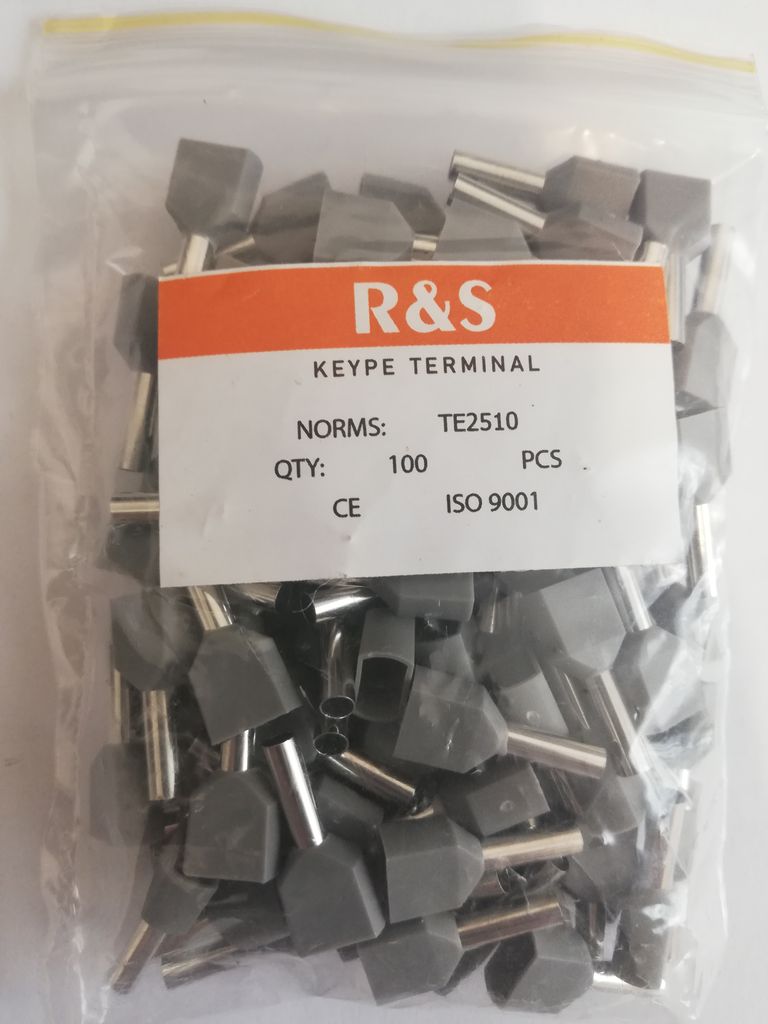 R&S
KEYPE TERMINAL
NORMS: TE2510
QTY: 100 PCS
CE ISO 9001